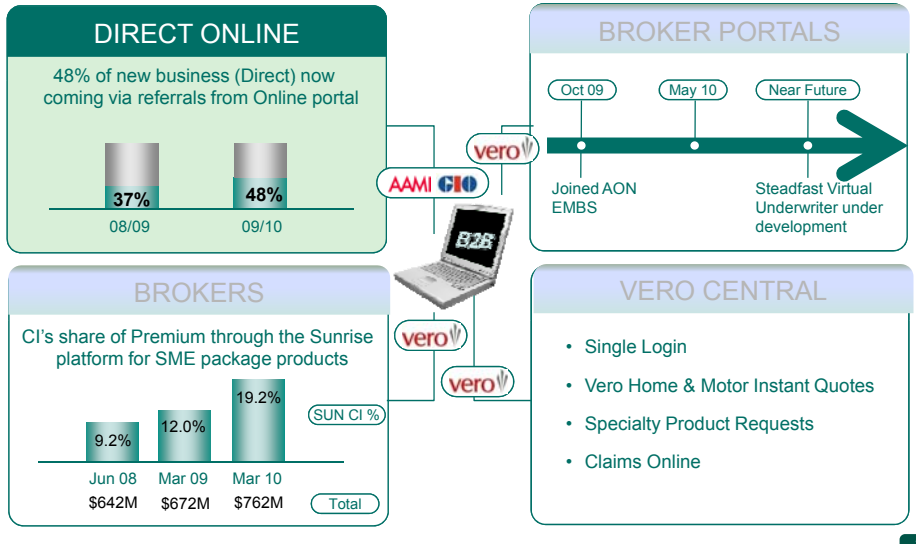 DIRECT ONLINE
48% of new business (Direct) now
coming via referrals from Online portal
37%
48%
08/09
09/10
AAMI GIO
vero
B2B
BROKER PORTALS
Oct 09
May 10
Near Future
Joined AON
EMBS
Steadfast Virtual
Underwriter under
development
BROKERS
CI's share of Premium through the Sunrise
platform for SME package products
9.2%
12.0%
19.2%
SUN CI %
Jun 08
Mar 09
Mar 10
$642M
$672M
$762M
Total
vero
vero
VERO CENTRAL
• Single Login
• Vero Home & Motor Instant Quotes
• Specialty Product Requests
• Claims Online